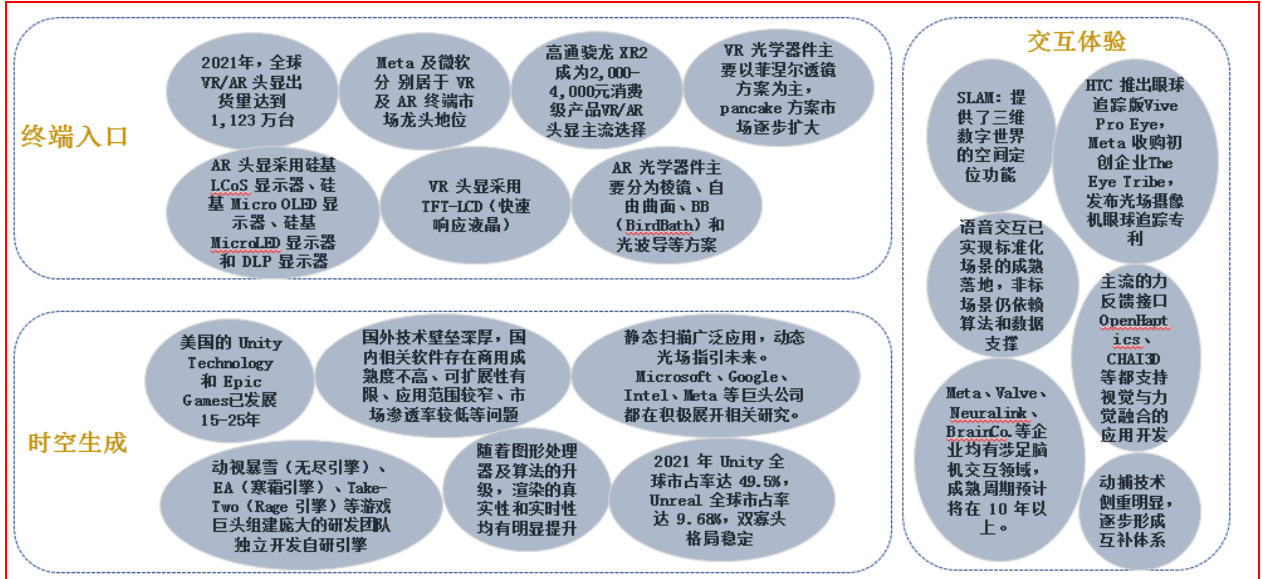 终端入口
2021年，全球
VR/AR 头显出
货量达到
1,123 万台
Meta 及微软
分 别居于 VR
及 AR 终端市
场龙头地位
高通骁龙 XR2
成为2,000-
4,000元消费
级产品VR/AR
头显主流选择
VR 光学器件主
要以菲涅尔透镜
方案为主，
pancake 方案市
场逐步扩大
AR 头显采用硅基
LCoS 显示器、硅
基 Micro OLED 显
示器、硅基
MicroLED 显示器
和 DLP 显示器
VR 头显采用
TFT-LCD（快速
响应液晶）
AR 光学器件主
要分为棱镜、自
由曲面、BB
（BirdBath）和
光波导等方案
时空生成
美国的 Unity
Technology
和 Epic
Games已发展
15-25年
国外技术壁垒深厚，国
内相关软件存在商用成
熟度不高、可扩展性有
限、应用范围较窄、市
场渗透率较低等问题
静态扫描广泛应用，动态
光场指引未来。
Microsoft、Google、
Intel、Meta 等巨头公司
都在积极展开相关研究。
动视暴雪（无尽引擎）、
EA（寒霜引擎）、Take-
Two（Rage 引擎）等游戏
巨头组建庞大的研发团队
独立开发自研引擎
随着图形处理
器及算法的升
级，渲染的真
实性和实时性
均有明显提升
2021 年 Unity 全
球市占率达 49.5%，
Unreal 全球市占率
达 9.68%，双寡头
格局稳定
交互体验
SLAM：提
供了三维
数字世界
的空间定
位功能
HTC 推出眼球
追踪版Vive
Pro Eye，
Meta 收购初
创企业The
Eye Tribe，
发布光场摄像
机眼球追踪专
利
语音交互已
实现标准化
场景的成熟
落地，非标
场景仍依赖
算法和数据
支撑
主流的力
反馈接口
OpenHapt
ics、
CHAI3D
等都支持
视觉与力
觉融合的
应用开发
Meta、Valve、
Neuralink、
BrainCo.等企
业均有涉足脑
机交互领域，
成熟周期预计
将在 10 年以
上。
动捕技术
侧重明显，
逐步形成
互补体系